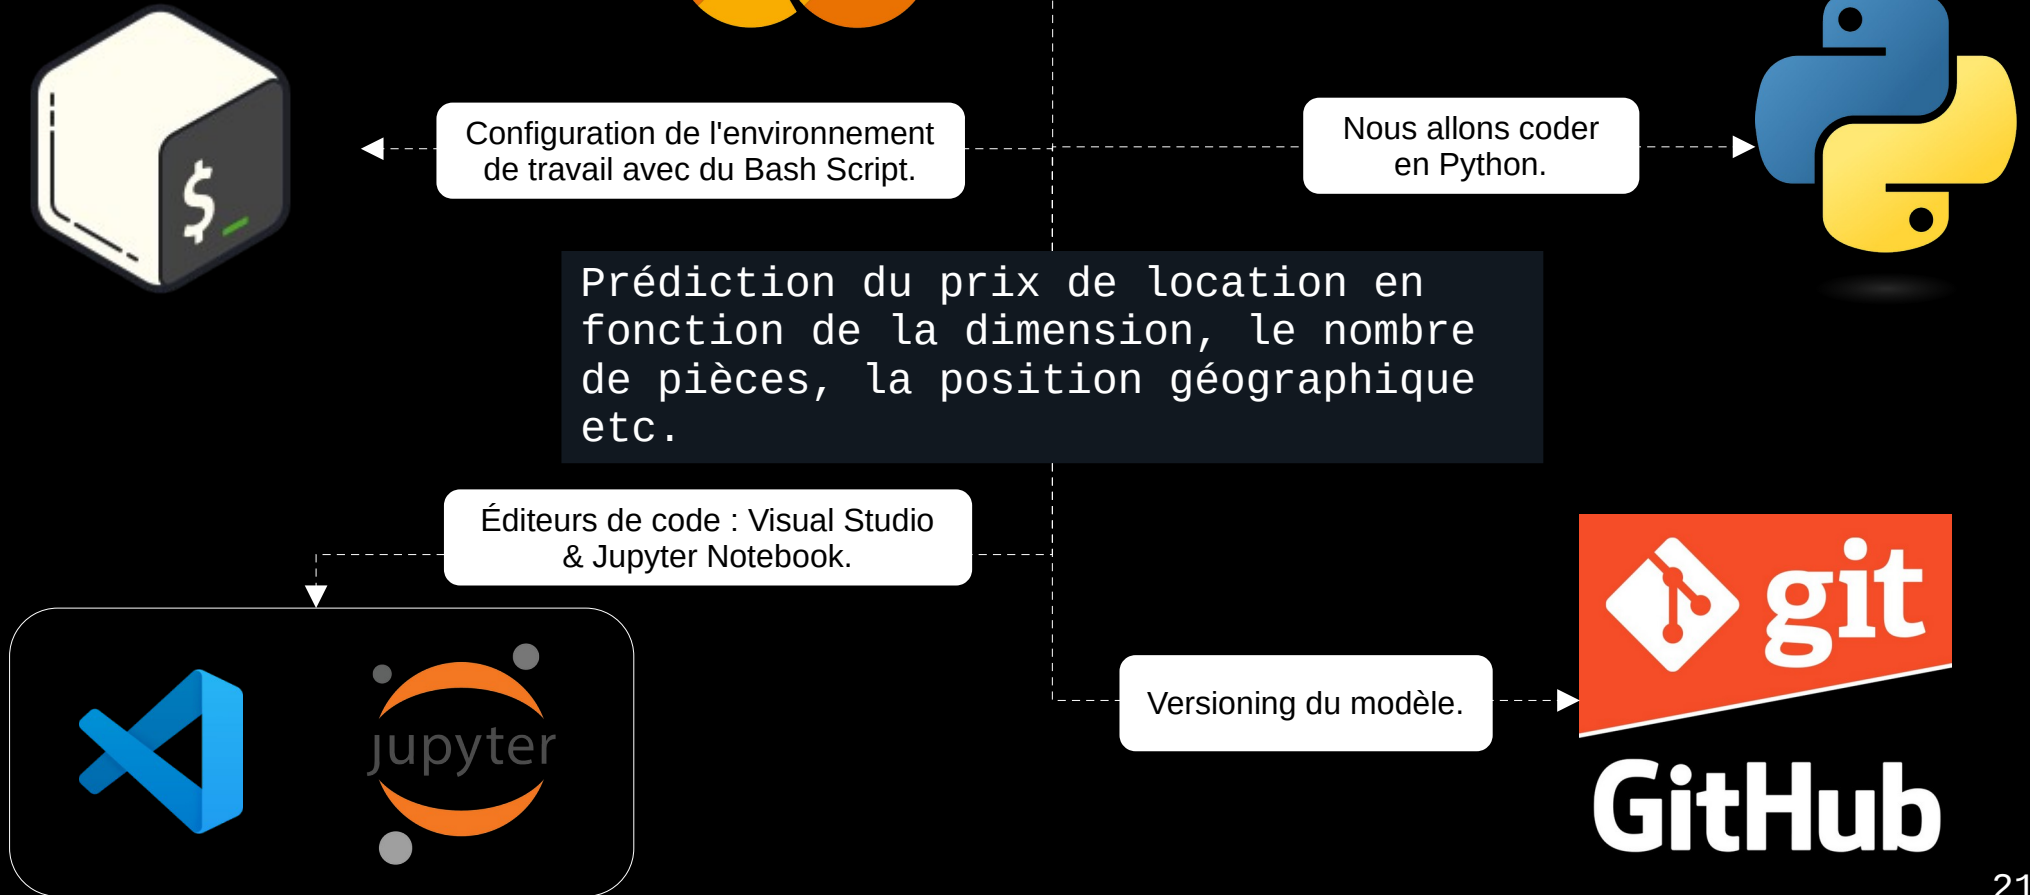 Configuration de l'environnement
de travail avec du Bash Script.
Nous allons coder
en Python.
$_
Prédiction du prix de location en
fonction de la dimension, le nombre
de pièces, la position géographique
etc.
Éditeurs de code : Visual Studio
& Jupyter Notebook.
jupyter
Versioning du modèle.
git
GitHub
21